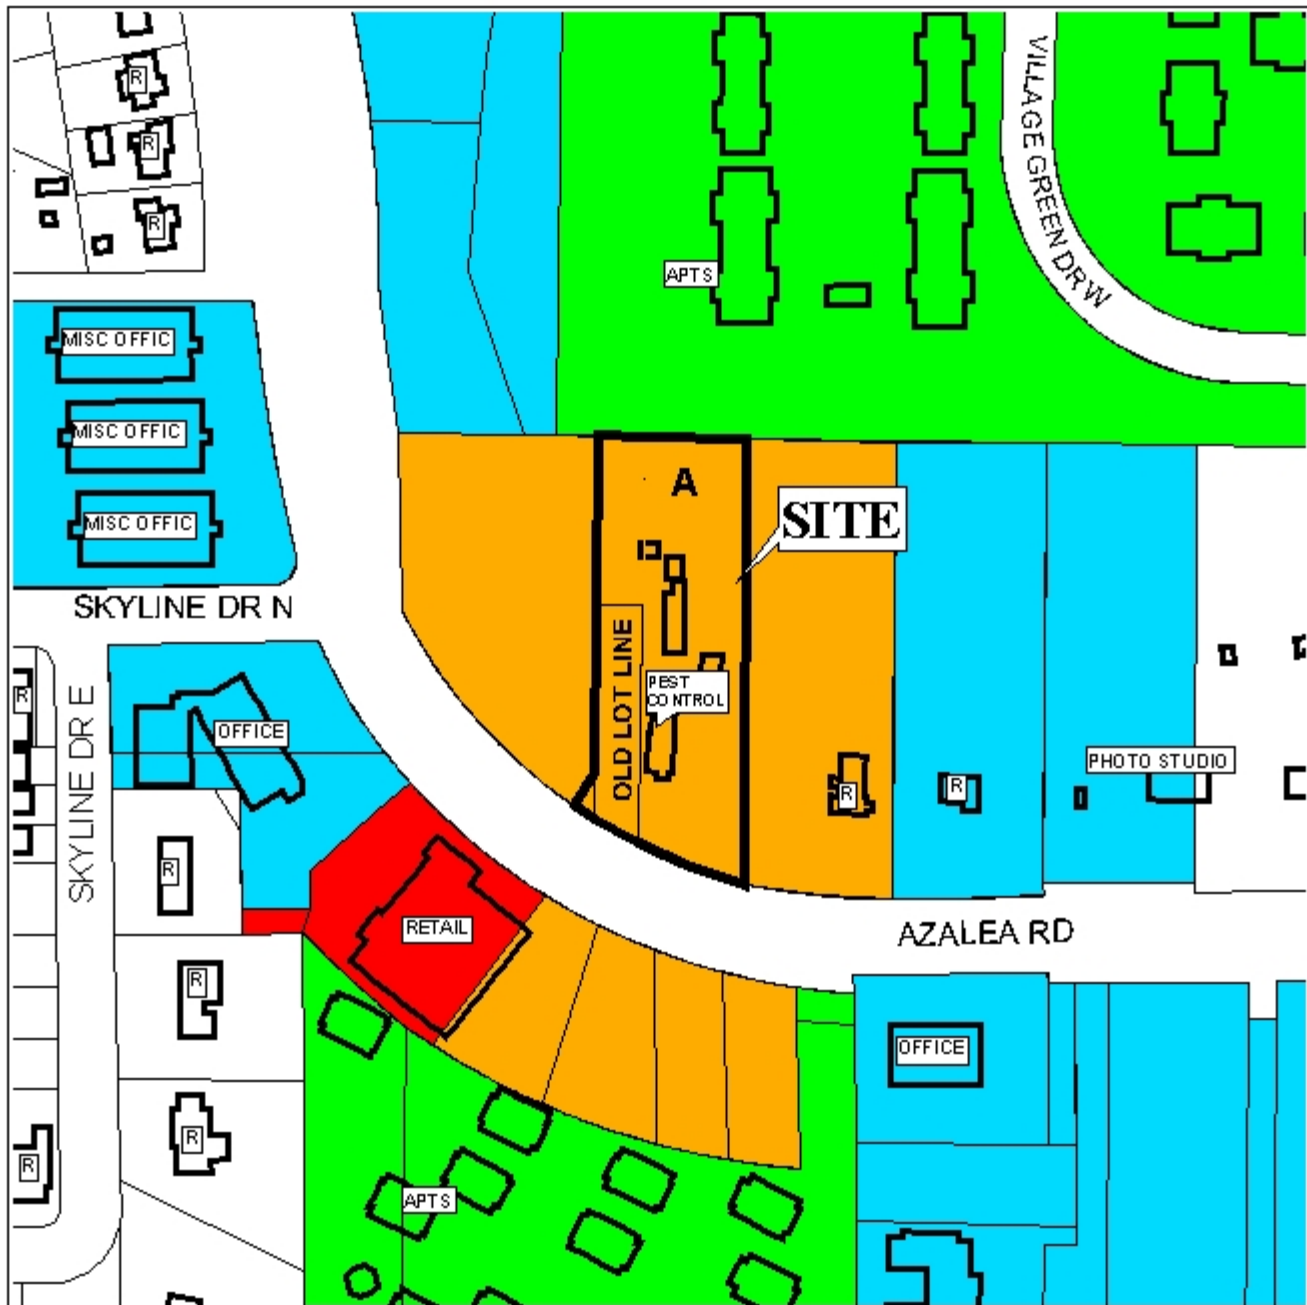 R
R
R
VILLAGE GREEN DR W
APTS
MISC OFFIC
MISC OFFIC
MISC OFFIC
A
SITE
SKYLINE DR N
OLD LOT LINE
PEST
CONTROL
R
SKYLINE DR E
OFFICE
R
R
PHOTO STUDIO
R
RETAIL
AZALEA RD
R
OFFICE
R
R
APTS